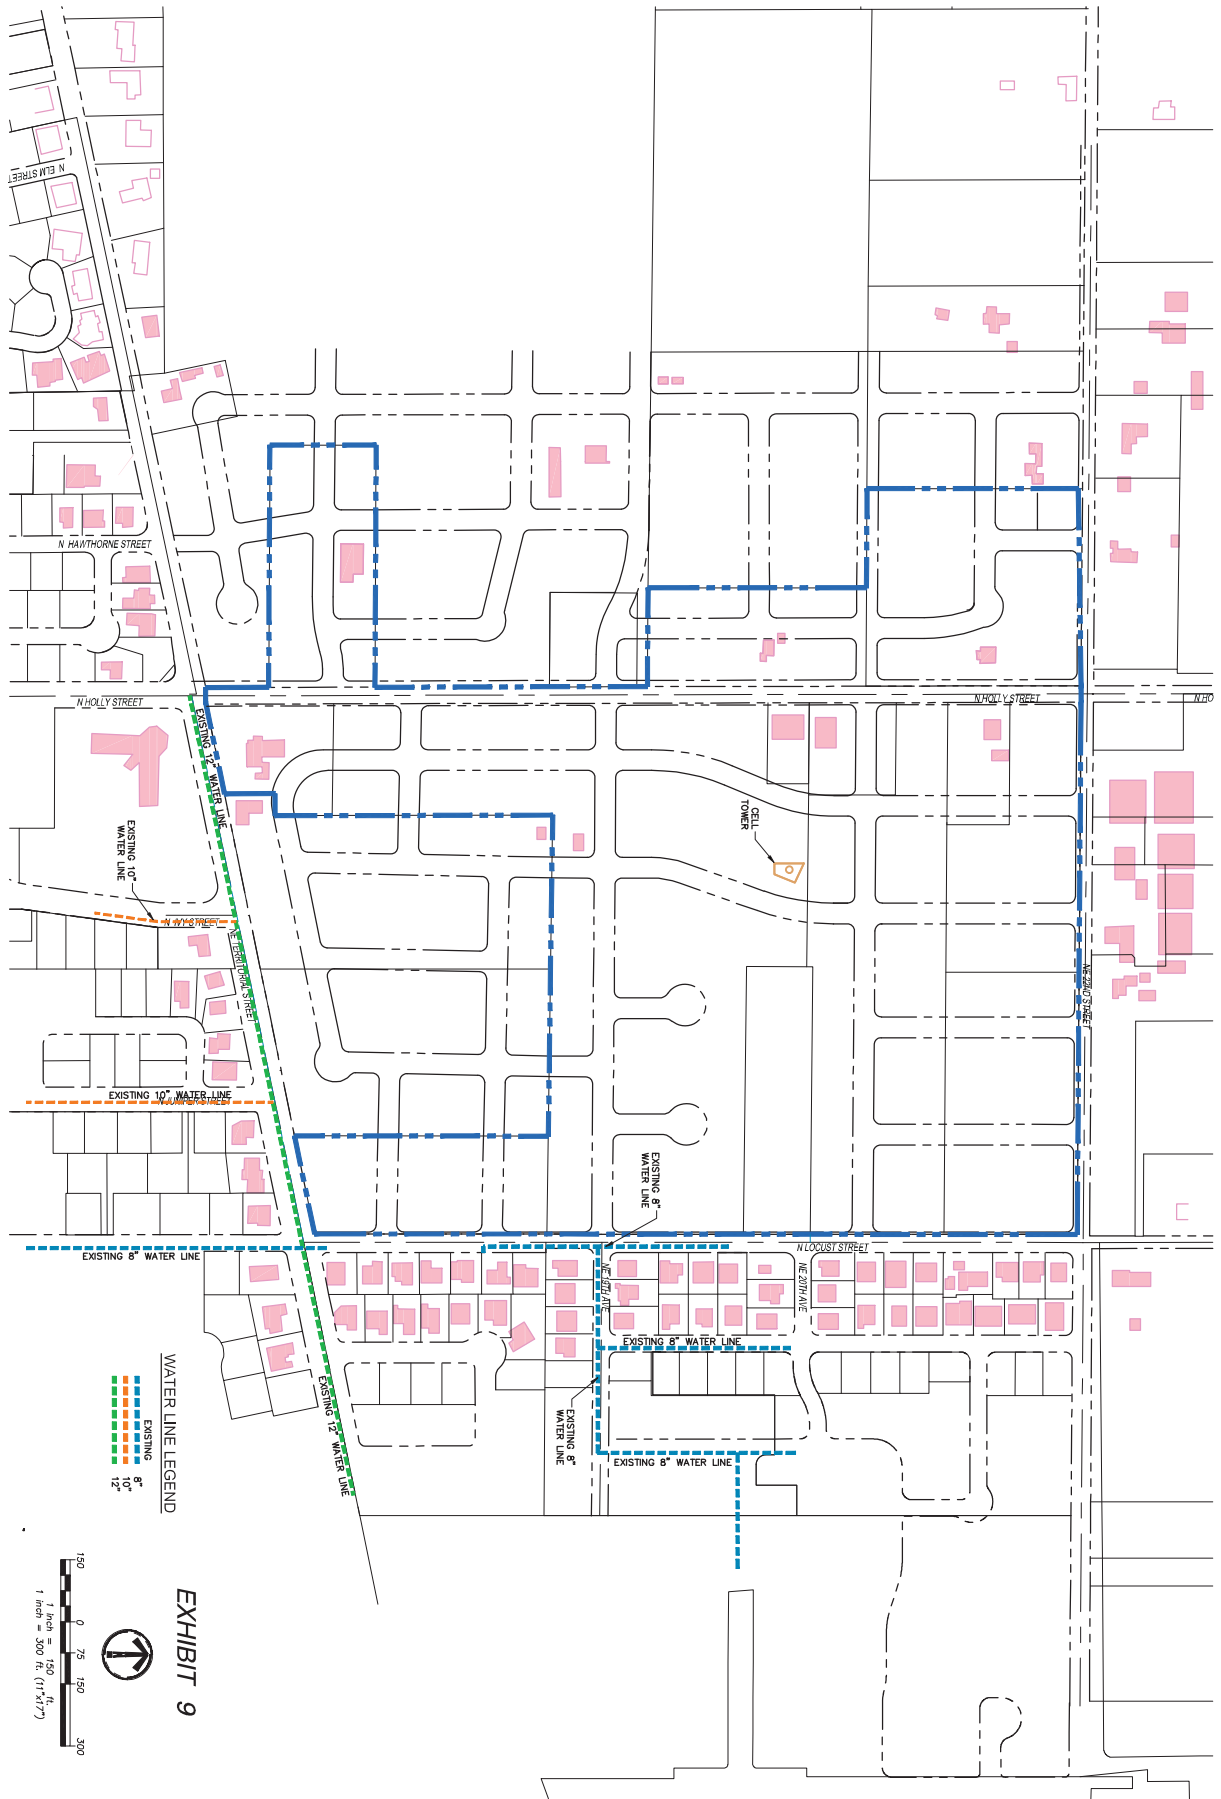 N ELM STREET
N HAWTHORNE STREET
N HOLLY STREET
N HOLLY STREET
N HO
EXISTING 12" WATER LINE
CELL
TOWER
EXISTING 10"
WATER LINE
N IVY STREET
NE TERRITORIAL STREET
NE 22ND STREET
EXISTING 10" WATER LINE
N JUNIPER STREET
EXISTING 8"
WATER LINE
N LOCUST STREET
EXISTING 8" WATER LINE
NE 19TH AVE
NE 20TH AVE
EXISTING 8" WATER LINE
EXISTING 12" WATER LINE
EXISTING 8"
WATER LINE
EXISTING 8" WATER LINE
WATER LINE LEGEND
EXISTING
8"
10"
12"
EXHIBIT 9
150 0 75 150 300
1 inch = 150 ft.
1 inch = 300 ft. (11"x17")